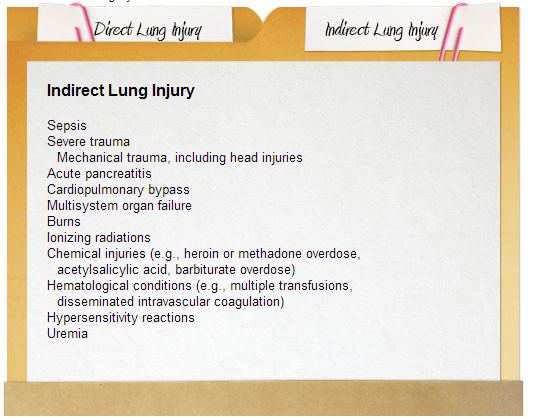 Direct Lung Injury
Indirect Lung Injury
Indirect Lung Injury
Sepsis
Severe trauma
Mechanical trauma, including head injuries
Acute pancreatitis
Cardiopulmonary bypass
Multisystem organ failure
Burns
Ionizing radiations
Chemical injuries (e.g., heroin or methadone overdose,
acetylsalicylic acid, barbiturate overdose)
Hematological conditions (e.g., multiple transfusions,
disseminated intravascular coagulation)
Hypersensitivity reactions
Uremia